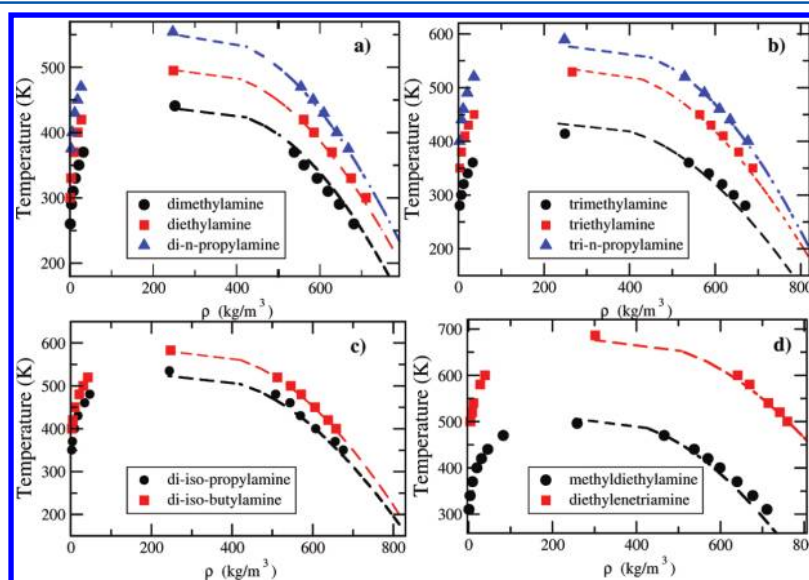 a)
Temperature (K)
500
400
300
200
dimethylamine
diethylamine
di-n-propylamine
0
200
400
600
ρ (kg/m³)
b)
Temperature (K)
600
500
400
300
200
trimethylamine
triethylamine
tri-n-propylamine
0
200
400
600
800
ρ (kg/m³)
c)
Temperature (K)
600
500
400
300
200
di-iso-propylamine
di-iso-butylamine
0
200
400
600
800
ρ (kg/m³)
d)
Temperature (K)
700
600
500
400
300
methyldiethylamine
diethylenetriamine
0
200
400
600
800
ρ (kg/m³)